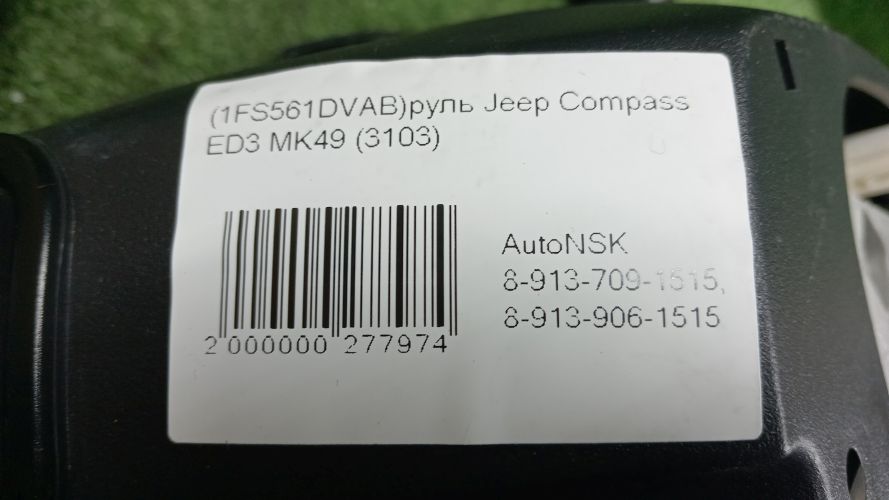 (1FS561DVAB)руль Jeep Compass
ED3 MK49 (3103)
AutoNSK
8-913-709-1515,
8-913-906-1515
2 000000 277974